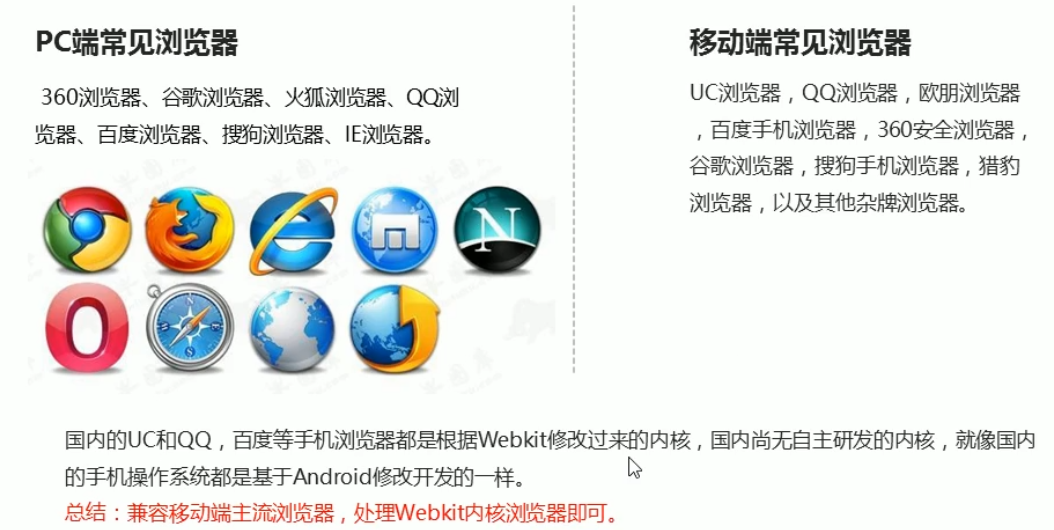 PC端常见浏览器
360浏览器、谷歌浏览器、火狐浏览器、QQ浏
览器、百度浏览器、搜狗浏览器、IE浏览器。
N
移动端常见浏览器
UC浏览器，QQ浏览器，欧朋浏览器
，百度手机浏览器，360安全浏览器，
谷歌浏览器，搜狗手机浏览器，猎豹
浏览器，以及其他杂牌浏览器。
国内的UC和QQ，百度等手机浏览器都是根据Webkit修改过来的内核，国内尚无自主研发的内核，就像国内
的手机操作系统都是基于Android修改开发的一样。
总结：兼容移动端主流浏览器，处理Webkit内核浏览器即可。